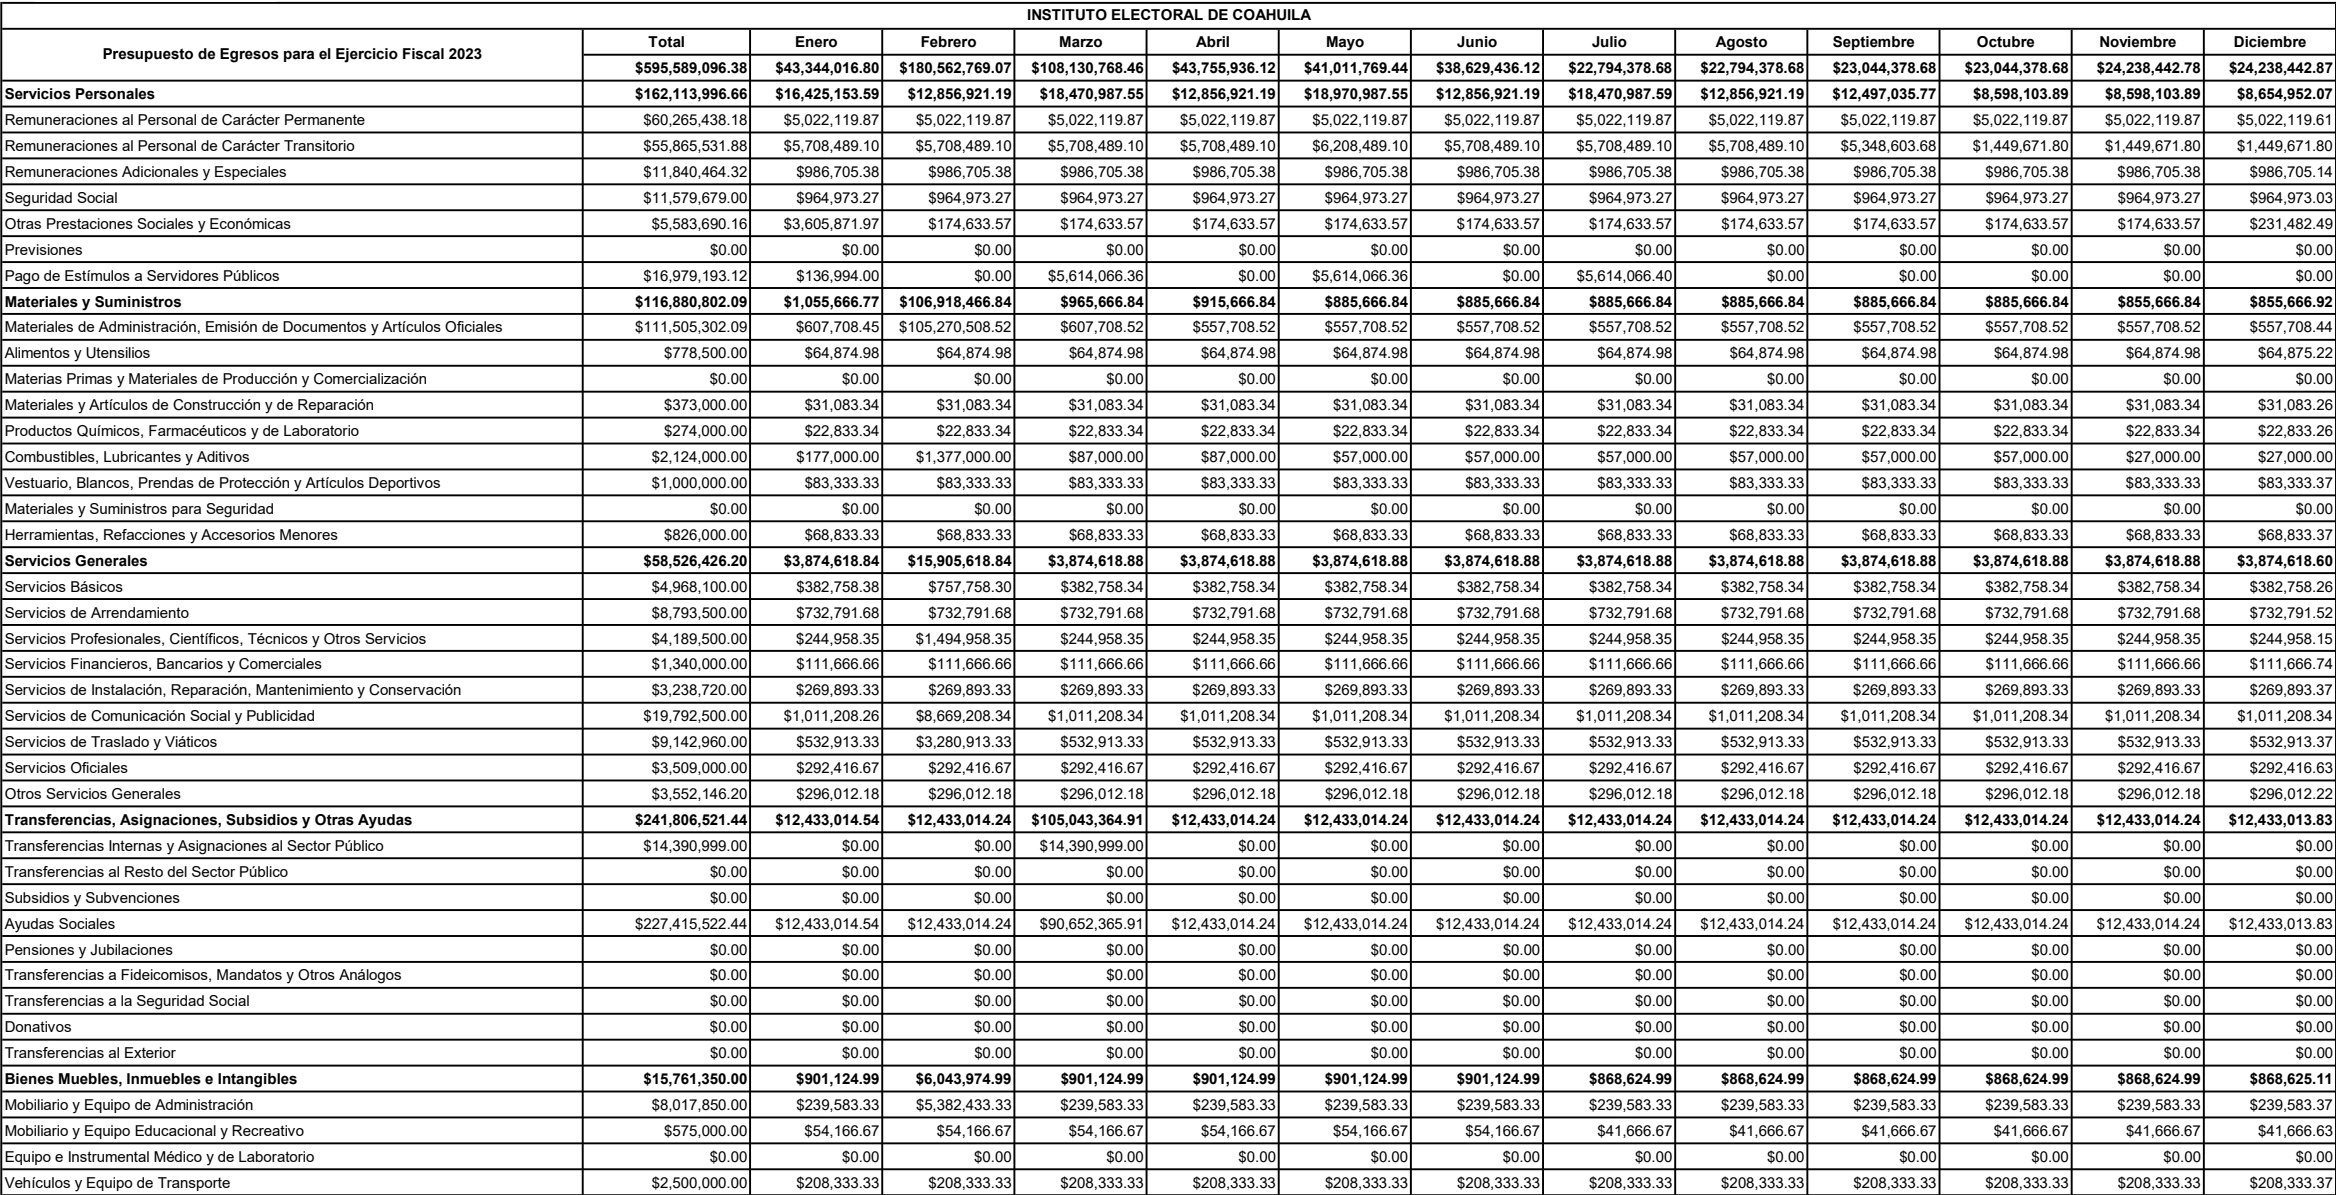 INSTITUTO ELECTORAL DE COAHUILA
Presupuesto de Egresos para el Ejercicio Fiscal 2023 Total Enero Febrero Marzo Abril Mayo Junio Julio Agosto Septiembre Octubre Noviembre Diciembre
$595,589,096.38 $43,344,016.80 $180,562,769.07 $108,130,768.46 $43,755,936.12 $41,011,769.44 $38,629,436.12 $22,794,378.68 $22,794,378.68 $23,044,378.68 $23,044,378.68 $24,238,442.78 $24,238,442.87
Servicios Personales $162,113,996.66 $16,425,153.59 $12,856,921.19 $18,470,987.55 $12,856,921.19 $18,970,987.55 $12,856,921.19 $18,470,987.59 $12,856,921.19 $12,497,035.77 $8,598,103.89 $8,598,103.89 $8,654,952.07
Remuneraciones al Personal de Carácter Permanente $60,265,438.18 $5,022,119.87 $5,022,119.87 $5,022,119.87 $5,022,119.87 $5,022,119.87 $5,022,119.87 $5,022,119.87 $5,022,119.87 $5,022,119.87 $5,022,119.87 $5,022,119.87 $5,022,119.61
Remuneraciones al Personal de Carácter Transitorio $55,865,531.88 $5,708,489.10 $5,708,489.10 $5,708,489.10 $5,708,489.10 $6,208,489.10 $5,708,489.10 $5,708,489.10 $5,708,489.10 $5,348,603.68 $1,449,671.80 $1,449,671.80 $1,449,671.80
Remuneraciones Adicionales y Especiales $11,840,464.32 $986,705.38 $986,705.38 $986,705.38 $986,705.38 $986,705.38 $986,705.38 $986,705.38 $986,705.38 $986,705.38 $986,705.38 $986,705.38 $986,705.14
Seguridad Social $11,579,679.00 $964,973.27 $964,973.27 $964,973.27 $964,973.27 $964,973.27 $964,973.27 $964,973.27 $964,973.27 $964,973.27 $964,973.27 $964,973.27 $964,973.03
Otras Prestaciones Sociales y Económicas $5,583,690.16 $3,605,871.97 $174,633.57 $174,633.57 $174,633.57 $174,633.57 $174,633.57 $174,633.57 $174,633.57 $174,633.57 $174,633.57 $174,633.57 $231,482.49
Previsiones $0.00 $0.00 $0.00 $0.00 $0.00 $0.00 $0.00 $0.00 $0.00 $0.00 $0.00 $0.00 $0.00
Pago de Estímulos a Servidores Públicos $16,979,193.12 $136,994.00 $0.00 $5,614,066.36 $0.00 $5,614,066.36 $0.00 $5,614,066.40 $0.00 $0.00 $0.00 $0.00 $0.00
Materiales y Suministros $116,880,802.09 $1,055,666.77 $106,918,466.84 $965,666.84 $915,666.84 $885,666.84 $885,666.84 $885,666.84 $885,666.84 $885,666.84 $885,666.84 $855,666.84 $855,666.92
Materiales de Administración, Emisión de Documentos y Artículos Oficiales $111,505,302.09 $607,708.45 $105,270,508.52 $607,708.52 $557,708.52 $557,708.52 $557,708.52 $557,708.52 $557,708.52 $557,708.52 $557,708.52 $557,708.52 $557,708.44
Alimentos y Utensilios $778,500.00 $64,874.98 $64,874.98 $64,874.98 $64,874.98 $64,874.98 $64,874.98 $64,874.98 $64,874.98 $64,874.98 $64,874.98 $64,874.98 $64,875.22
Materias Primas y Materiales de Producción y Comercialización $0.00 $0.00 $0.00 $0.00 $0.00 $0.00 $0.00 $0.00 $0.00 $0.00 $0.00 $0.00 $0.00
Materiales y Artículos de Construcción y de Reparación $373,000.00 $31,083.34 $31,083.34 $31,083.34 $31,083.34 $31,083.34 $31,083.34 $31,083.34 $31,083.34 $31,083.34 $31,083.34 $31,083.34 $31,083.26
Productos Químicos, Farmacéuticos y de Laboratorio $274,000.00 $22,833.34 $22,833.34 $22,833.34 $22,833.34 $22,833.34 $22,833.34 $22,833.34 $22,833.34 $22,833.34 $22,833.34 $22,833.34 $22,833.26
Combustibles, Lubricantes y Aditivos $2,124,000.00 $177,000.00 $1,377,000.00 $87,000.00 $87,000.00 $57,000.00 $57,000.00 $57,000.00 $57,000.00 $57,000.00 $57,000.00 $27,000.00 $27,000.00
Vestuario, Blancos, Prendas de Protección y Artículos Deportivos $1,000,000.00 $83,333.33 $83,333.33 $83,333.33 $83,333.33 $83,333.33 $83,333.33 $83,333.33 $83,333.33 $83,333.33 $83,333.33 $83,333.33 $83,333.37
Materiales y Suministros para Seguridad $0.00 $0.00 $0.00 $0.00 $0.00 $0.00 $0.00 $0.00 $0.00 $0.00 $0.00 $0.00 $0.00
Herramientas, Refacciones y Accesorios Menores $826,000.00 $68,833.33 $68,833.33 $68,833.33 $68,833.33 $68,833.33 $68,833.33 $68,833.33 $68,833.33 $68,833.33 $68,833.33 $68,833.33 $68,833.37
Servicios Generales $58,526,426.20 $3,874,618.84 $15,905,618.84 $3,874,618.88 $3,874,618.88 $3,874,618.88 $3,874,618.88 $3,874,618.88 $3,874,618.88 $3,874,618.88 $3,874,618.88 $3,874,618.88 $3,874,618.60
Servicios Básicos $4,968,100.00 $382,758.38 $757,758.30 $382,758.34 $382,758.34 $382,758.34 $382,758.34 $382,758.34 $382,758.34 $382,758.34 $382,758.34 $382,758.34 $382,758.26
Servicios de Arrendamiento $8,793,500.00 $732,791.68 $732,791.68 $732,791.68 $732,791.68 $732,791.68 $732,791.68 $732,791.68 $732,791.68 $732,791.68 $732,791.68 $732,791.68 $732,791.52
Servicios Profesionales, Científicos, Técnicos y Otros Servicios $4,189,500.00 $244,958.35 $1,494,958.35 $244,958.35 $244,958.35 $244,958.35 $244,958.35 $244,958.35 $244,958.35 $244,958.35 $244,958.35 $244,958.35 $244,958.15
Servicios Financieros, Bancarios y Comerciales $1,340,000.00 $111,666.66 $111,666.66 $111,666.66 $111,666.66 $111,666.66 $111,666.66 $111,666.66 $111,666.66 $111,666.66 $111,666.66 $111,666.66 $111,666.74
Servicios de Instalación, Reparación, Mantenimiento y Conservación $3,238,720.00 $269,893.33 $269,893.33 $269,893.33 $269,893.33 $269,893.33 $269,893.33 $269,893.33 $269,893.33 $269,893.33 $269,893.33 $269,893.33 $269,893.37
Servicios de Comunicación Social y Publicidad $19,792,500.00 $1,011,208.26 $8,669,208.34 $1,011,208.34 $1,011,208.34 $1,011,208.34 $1,011,208.34 $1,011,208.34 $1,011,208.34 $1,011,208.34 $1,011,208.34 $1,011,208.34 $1,011,208.34
Servicios de Traslado y Viáticos $9,142,960.00 $532,913.33 $3,280,913.33 $532,913.33 $532,913.33 $532,913.33 $532,913.33 $532,913.33 $532,913.33 $532,913.33 $532,913.33 $532,913.33 $532,913.37
Servicios Oficiales $3,509,000.00 $292,416.67 $292,416.67 $292,416.67 $292,416.67 $292,416.67 $292,416.67 $292,416.67 $292,416.67 $292,416.67 $292,416.67 $292,416.67 $292,416.63
Otros Servicios Generales $3,552,146.20 $296,012.18 $296,012.18 $296,012.18 $296,012.18 $296,012.18 $296,012.18 $296,012.18 $296,012.18 $296,012.18 $296,012.18 $296,012.18 $296,012.22
Transferencias, Asignaciones, Subsidios y Otras Ayudas $241,806,521.44 $12,433,014.54 $12,433,014.24 $105,043,364.91 $12,433,014.24 $12,433,014.24 $12,433,014.24 $12,433,014.24 $12,433,014.24 $12,433,014.24 $12,433,014.24 $12,433,014.24 $12,433,013.83
Transferencias Internas y Asignaciones al Sector Público $14,390,999.00 $0.00 $0.00 $14,390,999.00 $0.00 $0.00 $0.00 $0.00 $0.00 $0.00 $0.00 $0.00 $0.00
Transferencias al Resto del Sector Público $0.00 $0.00 $0.00 $0.00 $0.00 $0.00 $0.00 $0.00 $0.00 $0.00 $0.00 $0.00 $0.00
Subsidios y Subvenciones $0.00 $0.00 $0.00 $0.00 $0.00 $0.00 $0.00 $0.00 $0.00 $0.00 $0.00 $0.00 $0.00
Ayudas Sociales $227,415,522.44 $12,433,014.54 $12,433,014.24 $90,652,365.91 $12,433,014.24 $12,433,014.24 $12,433,014.24 $12,433,014.24 $12,433,014.24 $12,433,014.24 $12,433,014.24 $12,433,014.24 $12,433,013.83
Pensiones y Jubilaciones $0.00 $0.00 $0.00 $0.00 $0.00 $0.00 $0.00 $0.00 $0.00 $0.00 $0.00 $0.00 $0.00
Transferencias a Fideicomisos, Mandatos y Otros Análogos $0.00 $0.00 $0.00 $0.00 $0.00 $0.00 $0.00 $0.00 $0.00 $0.00 $0.00 $0.00 $0.00
Transferencias a la Seguridad Social $0.00 $0.00 $0.00 $0.00 $0.00 $0.00 $0.00 $0.00 $0.00 $0.00 $0.00 $0.00 $0.00
Donativos $0.00 $0.00 $0.00 $0.00 $0.00 $0.00 $0.00 $0.00 $0.00 $0.00 $0.00 $0.00 $0.00
Transferencias al Exterior $0.00 $0.00 $0.00 $0.00 $0.00 $0.00 $0.00 $0.00 $0.00 $0.00 $0.00 $0.00 $0.00
Bienes Muebles, Inmuebles e Intangibles $15,761,350.00 $901,124.99 $6,043,974.99 $901,124.99 $901,124.99 $901,124.99 $901,124.99 $868,624.99 $868,624.99 $868,624.99 $868,624.99 $868,624.99 $868,625.11
Mobiliario y Equipo de Administración $8,017,850.00 $239,583.33 $5,382,433.33 $239,583.33 $239,583.33 $239,583.33 $239,583.33 $239,583.33 $239,583.33 $239,583.33 $239,583.33 $239,583.33 $239,583.37
Mobiliario y Equipo Educacional y Recreativo $575,000.00 $54,166.67 $54,166.67 $54,166.67 $54,166.67 $54,166.67 $54,166.67 $41,666.67 $41,666.67 $41,666.67 $41,666.67 $41,666.67 $41,666.63
Equipo e Instrumental Médico y de Laboratorio $0.00 $0.00 $0.00 $0.00 $0.00 $0.00 $0.00 $0.00 $0.00 $0.00 $0.00 $0.00 $0.00
Vehículos y Equipo de Transporte $2,500,000.00 $208,333.33 $208,333.33 $208,333.33 $208,333.33 $208,333.33 $208,333.33 $208,333.33 $208,333.33 $208,333.33 $208,333.33 $208,333.33 $208,333.37